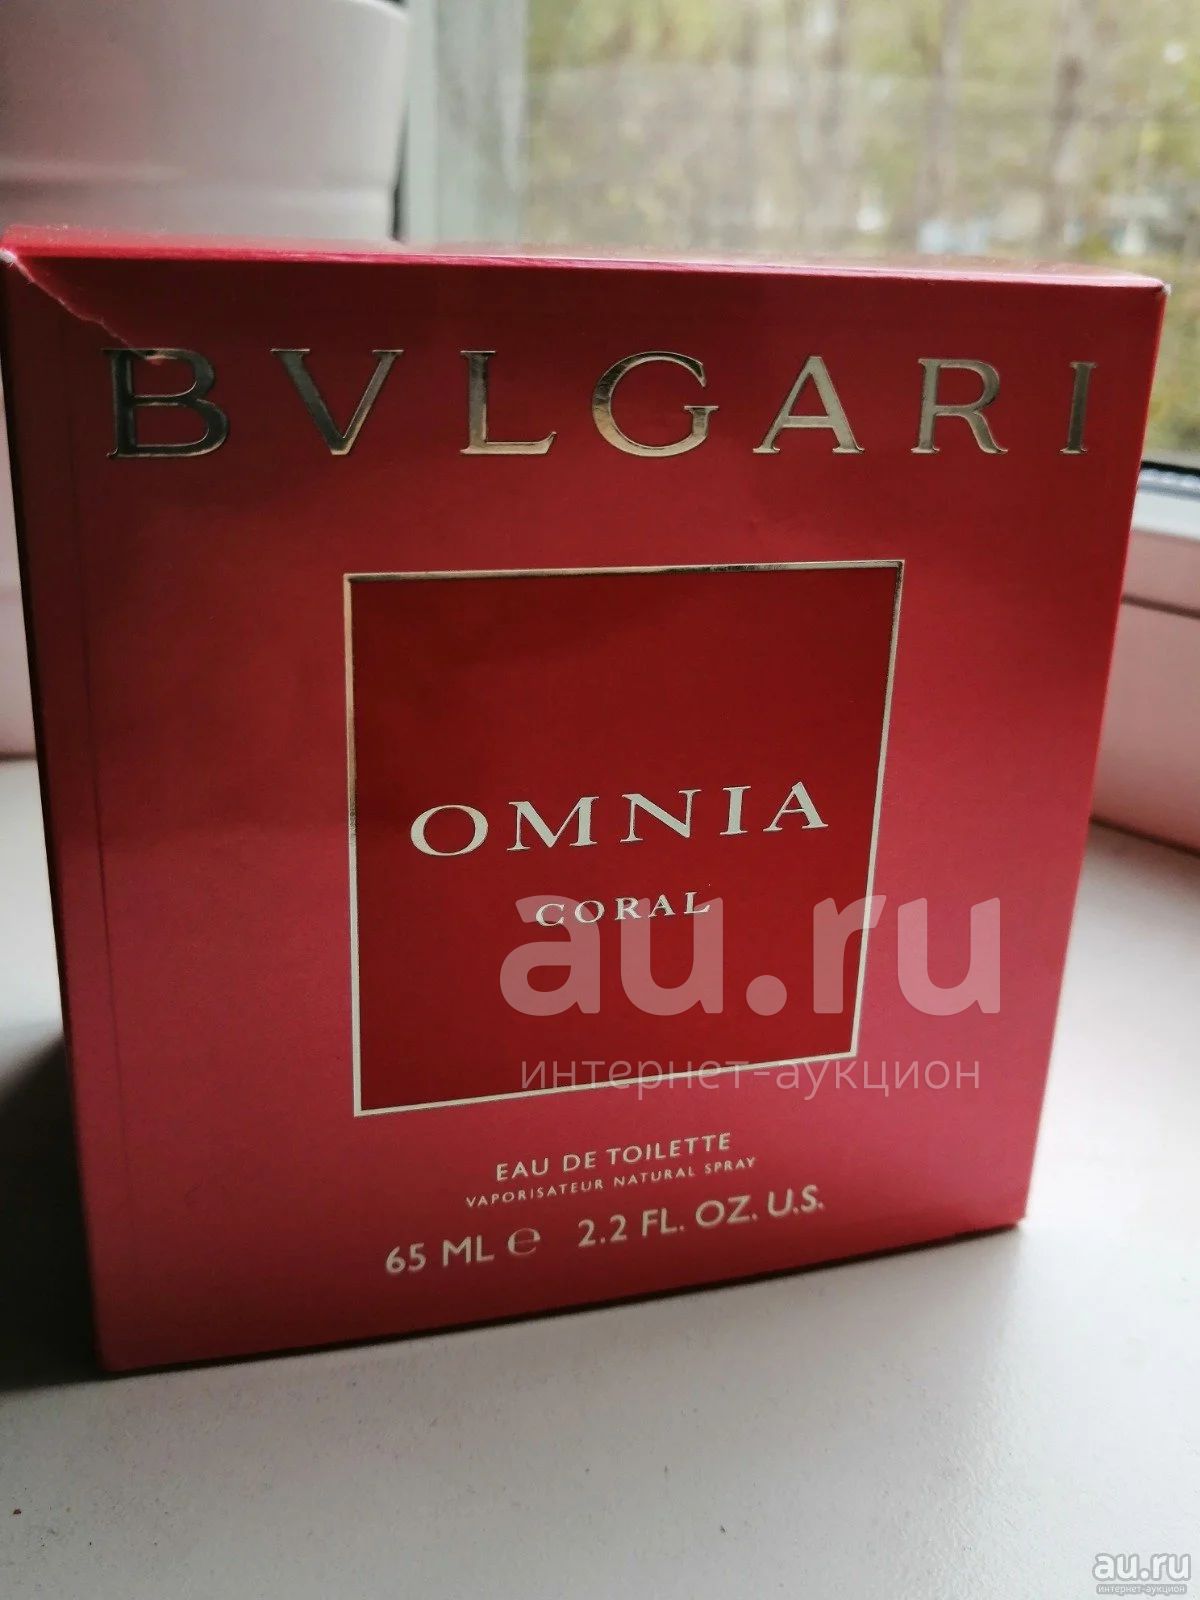 BVLGARI
OMNIA
CORAL
au.ru
интернет-аукцион
EAU DE TOILETTE
VAPORISATEUR NATURAL SPRAY
65 ML ℮ 2.2 FL. OZ. U.S.
au.ru
интернет-аукцион